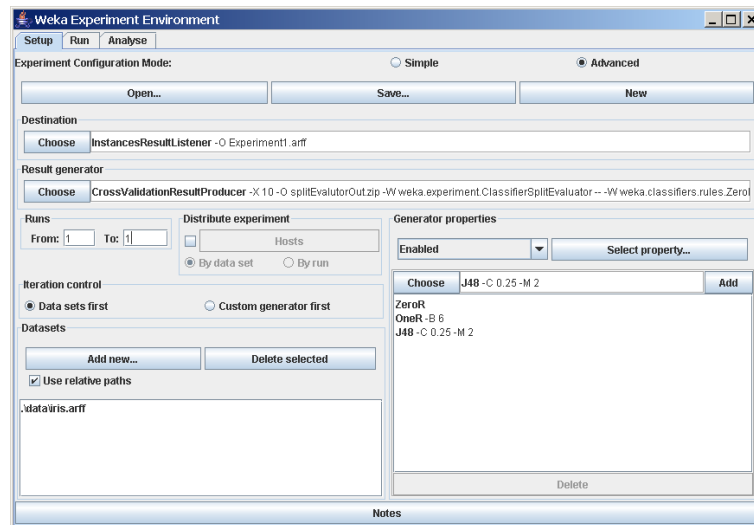 Weka Experiment Environment
Setup Run Analyse
Experiment Configuration Mode: Simple Advanced
Open... Save... New
Destination
Choose InstancesResultListener -O Experiment1.arff
Result generator
Choose CrossValidationResultProducer -X 10 -O splitEvalutorOut.zip -W weka.experiment.ClassifierSplitEvaluator -- -W weka.classifiers.rules.ZeroR
Runs
From: 1 To: 1
Distribute experiment
Hosts
By data set By run
Generator properties
Enabled Select property...
Iteration control
Data sets first Custom generator first
Choose J48 -C 0.25 -M 2 Add
ZeroR
OneR -B 6
J48 -C 0.25 -M 2
Datasets
Add new... Delete selected
Use relative paths
.\data\iris.arff
Delete
Notes